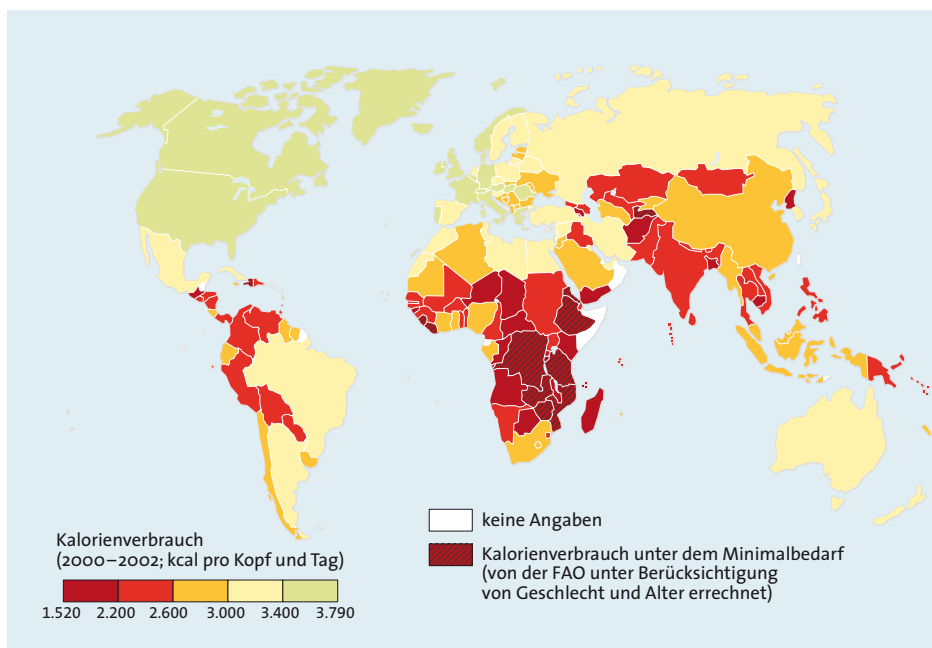 Kalorienverbrauch
(2000–2002; kcal pro Kopf und Tag)
1.520 2.200 2.600 3.000 3.400 3.790
keine Angaben
Kalorienverbrauch unter dem Minimalbedarf
(von der FAO unter Berücksichtigung
von Geschlecht und Alter errechnet)